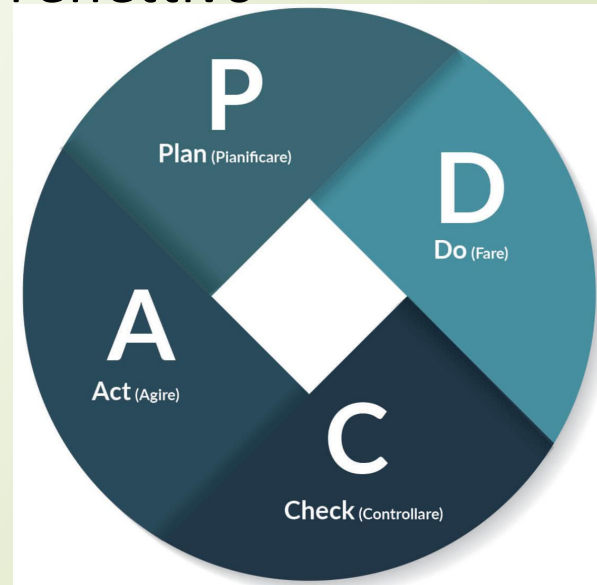 P
Plan (Pianificare)
D
Do (Fare)
C
Check (Controllare)
A
Act (Agire)